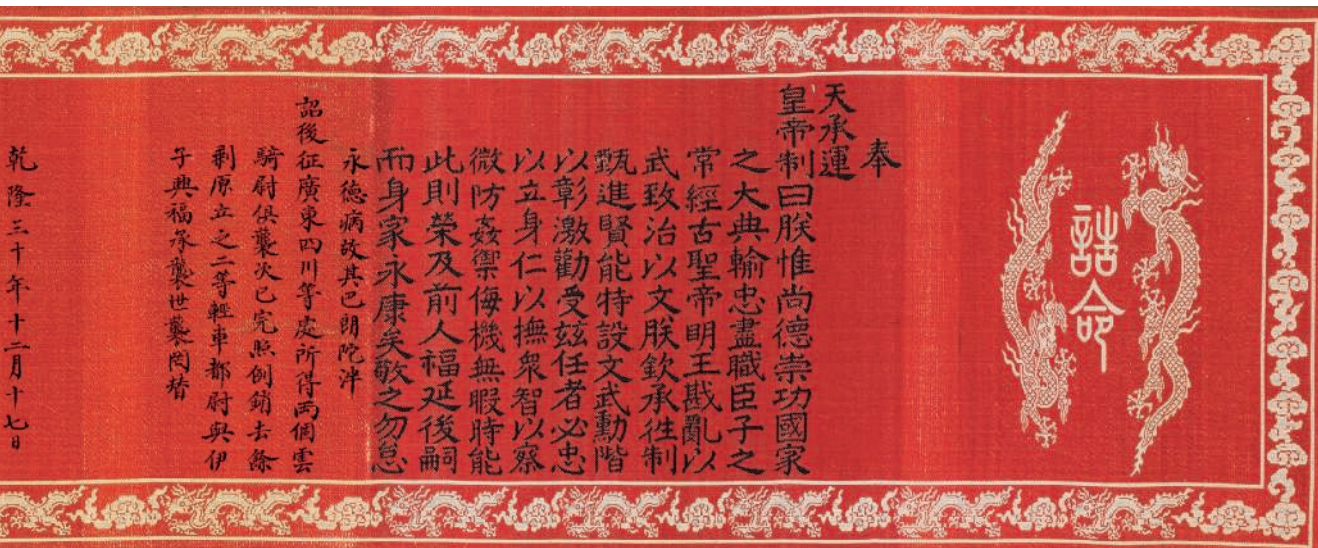 誥命
奉
天承運
皇帝制曰朕惟尚德崇功國家
之大典輸忠盡職臣子之
常經古聖帝明王戡亂以
武致治以文朕欽承往制
甄進賢能特設文武勳階
以彰激勸受茲任者必忠
以立身仁以撫衆智以察
微防姦禦侮機無暇時能
此則榮及前人福延後嗣
而身家永康矣敬之勿怠
永德病故其巴朗陀泮
詔後征廣東四川等處所得兩個雲
騎尉俱襲次已完照例銷去餘
剩原立之二等輕車都尉與伊
子興福承襲世襲罔替
乾隆三十年十二月十七日